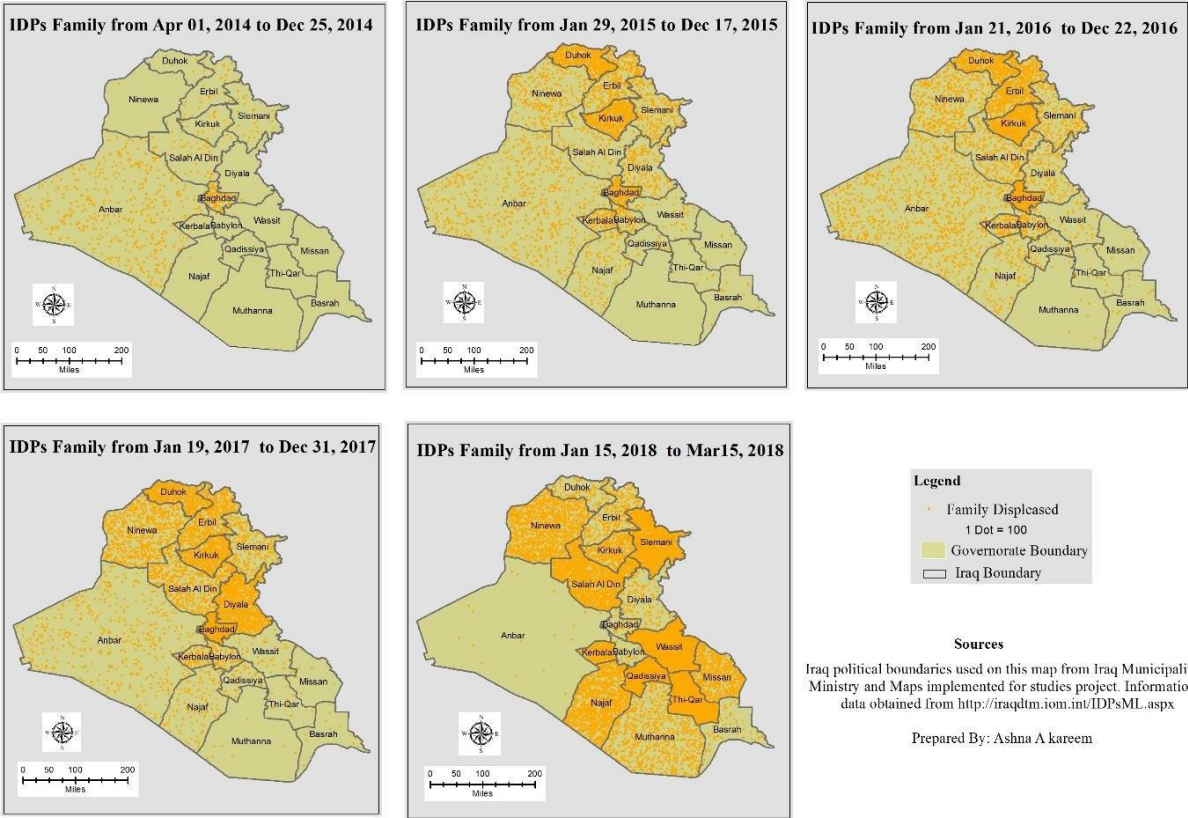 IDPs Family from Apr 01, 2014 to Dec 25, 2014
Duhok
Ninewa
Erbil
Slemani
Kirkuk
Salah Al Din
Diyala
Anbar
Baghdad
Kerbala
Babylon
Wassit
Qadissiya
Missan
Najaf
Thi-Qar
Basrah
Muthanna
N
W E
S
0 50 100 200
Miles
IDPs Family from Jan 29, 2015 to Dec 17, 2015
Duhok
Ninewa
Erbil
Slemani
Kirkuk
Salah Al Din
Diyala
Anbar
Baghdad
Kerbala
Babylon
Wassit
Qadissiya
Missan
Najaf
Thi-Qar
Basrah
Muthanna
N
W E
S
0 50 100 200
Miles
IDPs Family from Jan 21, 2016 to Dec 22, 2016
Duhok
Ninewa
Erbil
Slemani
Kirkuk
Salah Al Din
Diyala
Anbar
Baghdad
Kerbala
Babylon
Wassit
Qadissiya
Missan
Najaf
Thi-Qar
Basrah
Muthanna
N
W E
S
0 50 100 200
Miles
IDPs Family from Jan 19, 2017 to Dec 31, 2017
Duhok
Ninewa
Erbil
Slemani
Kirkuk
Salah Al Din
Diyala
Anbar
Baghdad
Kerbala
Babylon
Wassit
Qadissiya
Missan
Najaf
Thi-Qar
Basrah
Muthanna
N
W E
S
0 50 100 200
Miles
IDPs Family from Jan 15, 2018 to Mar15, 2018
Duhok
Ninewa
Erbil
Slemani
Kirkuk
Salah Al Din
Diyala
Anbar
Baghdad
Kerbala
Babylon
Wassit
Qadissiya
Missan
Najaf
Thi-Qar
Basrah
Muthanna
N
W E
S
0 50 100 200
Miles
Legend
Family Displeased
1 Dot = 100
Governorate Boundary
Iraq Boundary
Sources
Iraq political boundaries used on this map from Iraq Municipali
Ministry and Maps implemented for studies project. Informatio
data obtained from http://iraqdtm.iom.int/IDPsML.aspx
Prepared By: Ashna A kareem